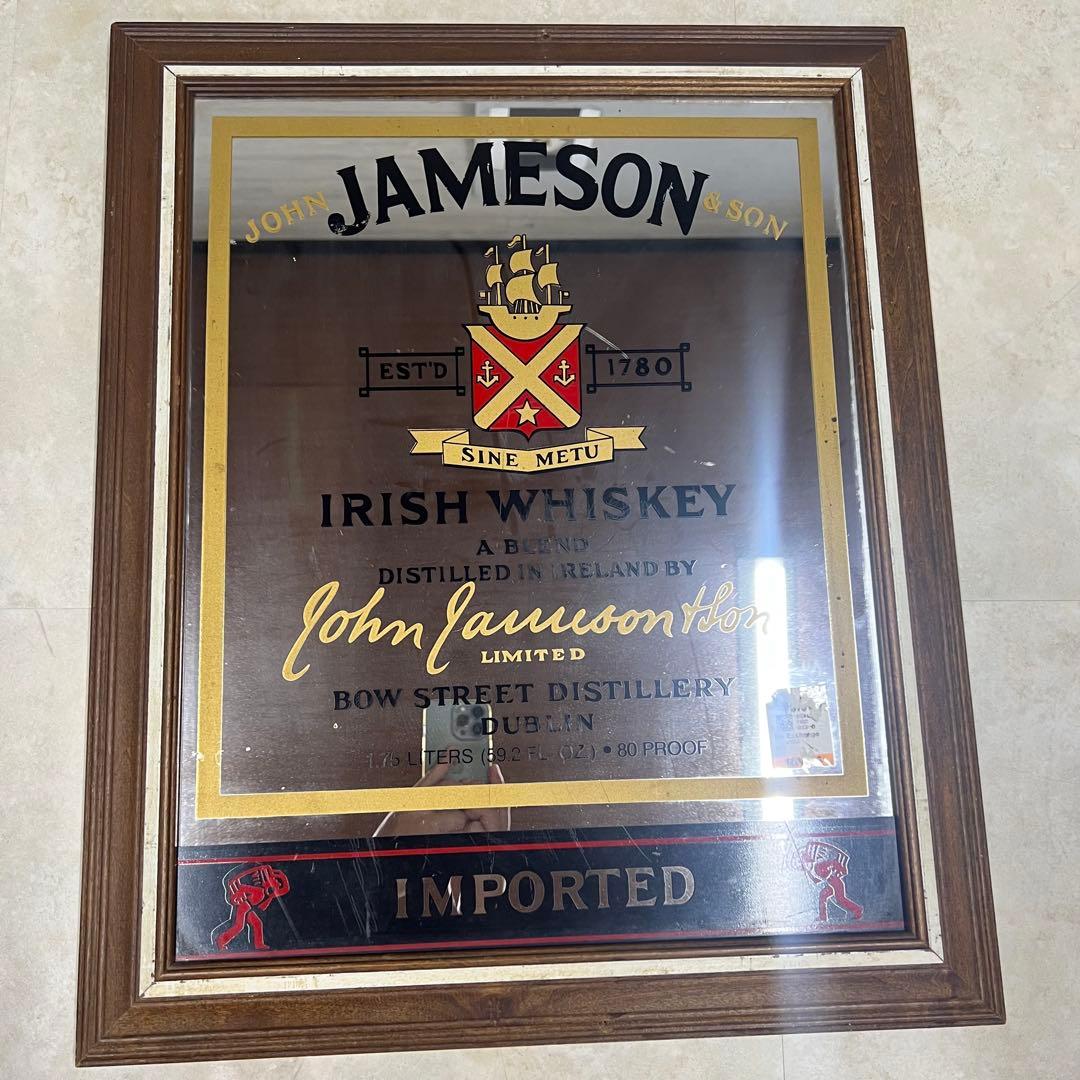 JOHN JAMESON & SON
EST'D 1780
SINE METU
IRISH WHISKEY
A BLEND
DISTILLED IN IRELAND BY
John Jameson & Son
LIMITED
BOW STREET DISTILLERY
DUBLIN
1.75 LITERS (59.2 FL. OZ.) • 80 PROOF
IMPORTED